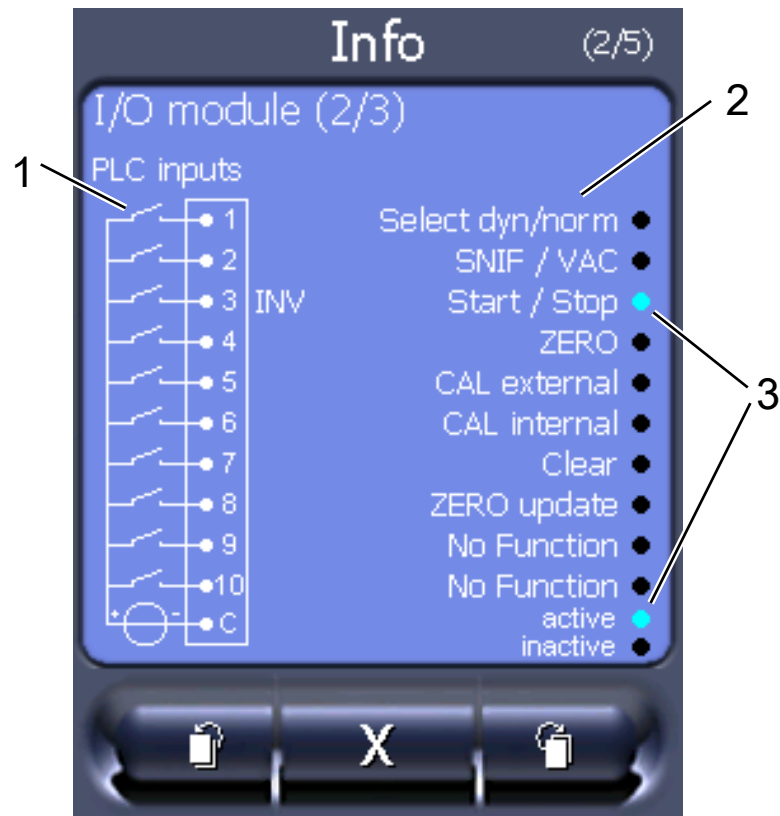 Info (2/5)
I/O module (2/3)
2
PLC inputs
1
1 Select dyn/norm
2 SNIF / VAC
3 INV Start / Stop
4 ZERO
3
5 CAL external
6 CAL internal
7 Clear
8 ZERO update
9 No Function
10 No Function
+ - C active
inactive
X